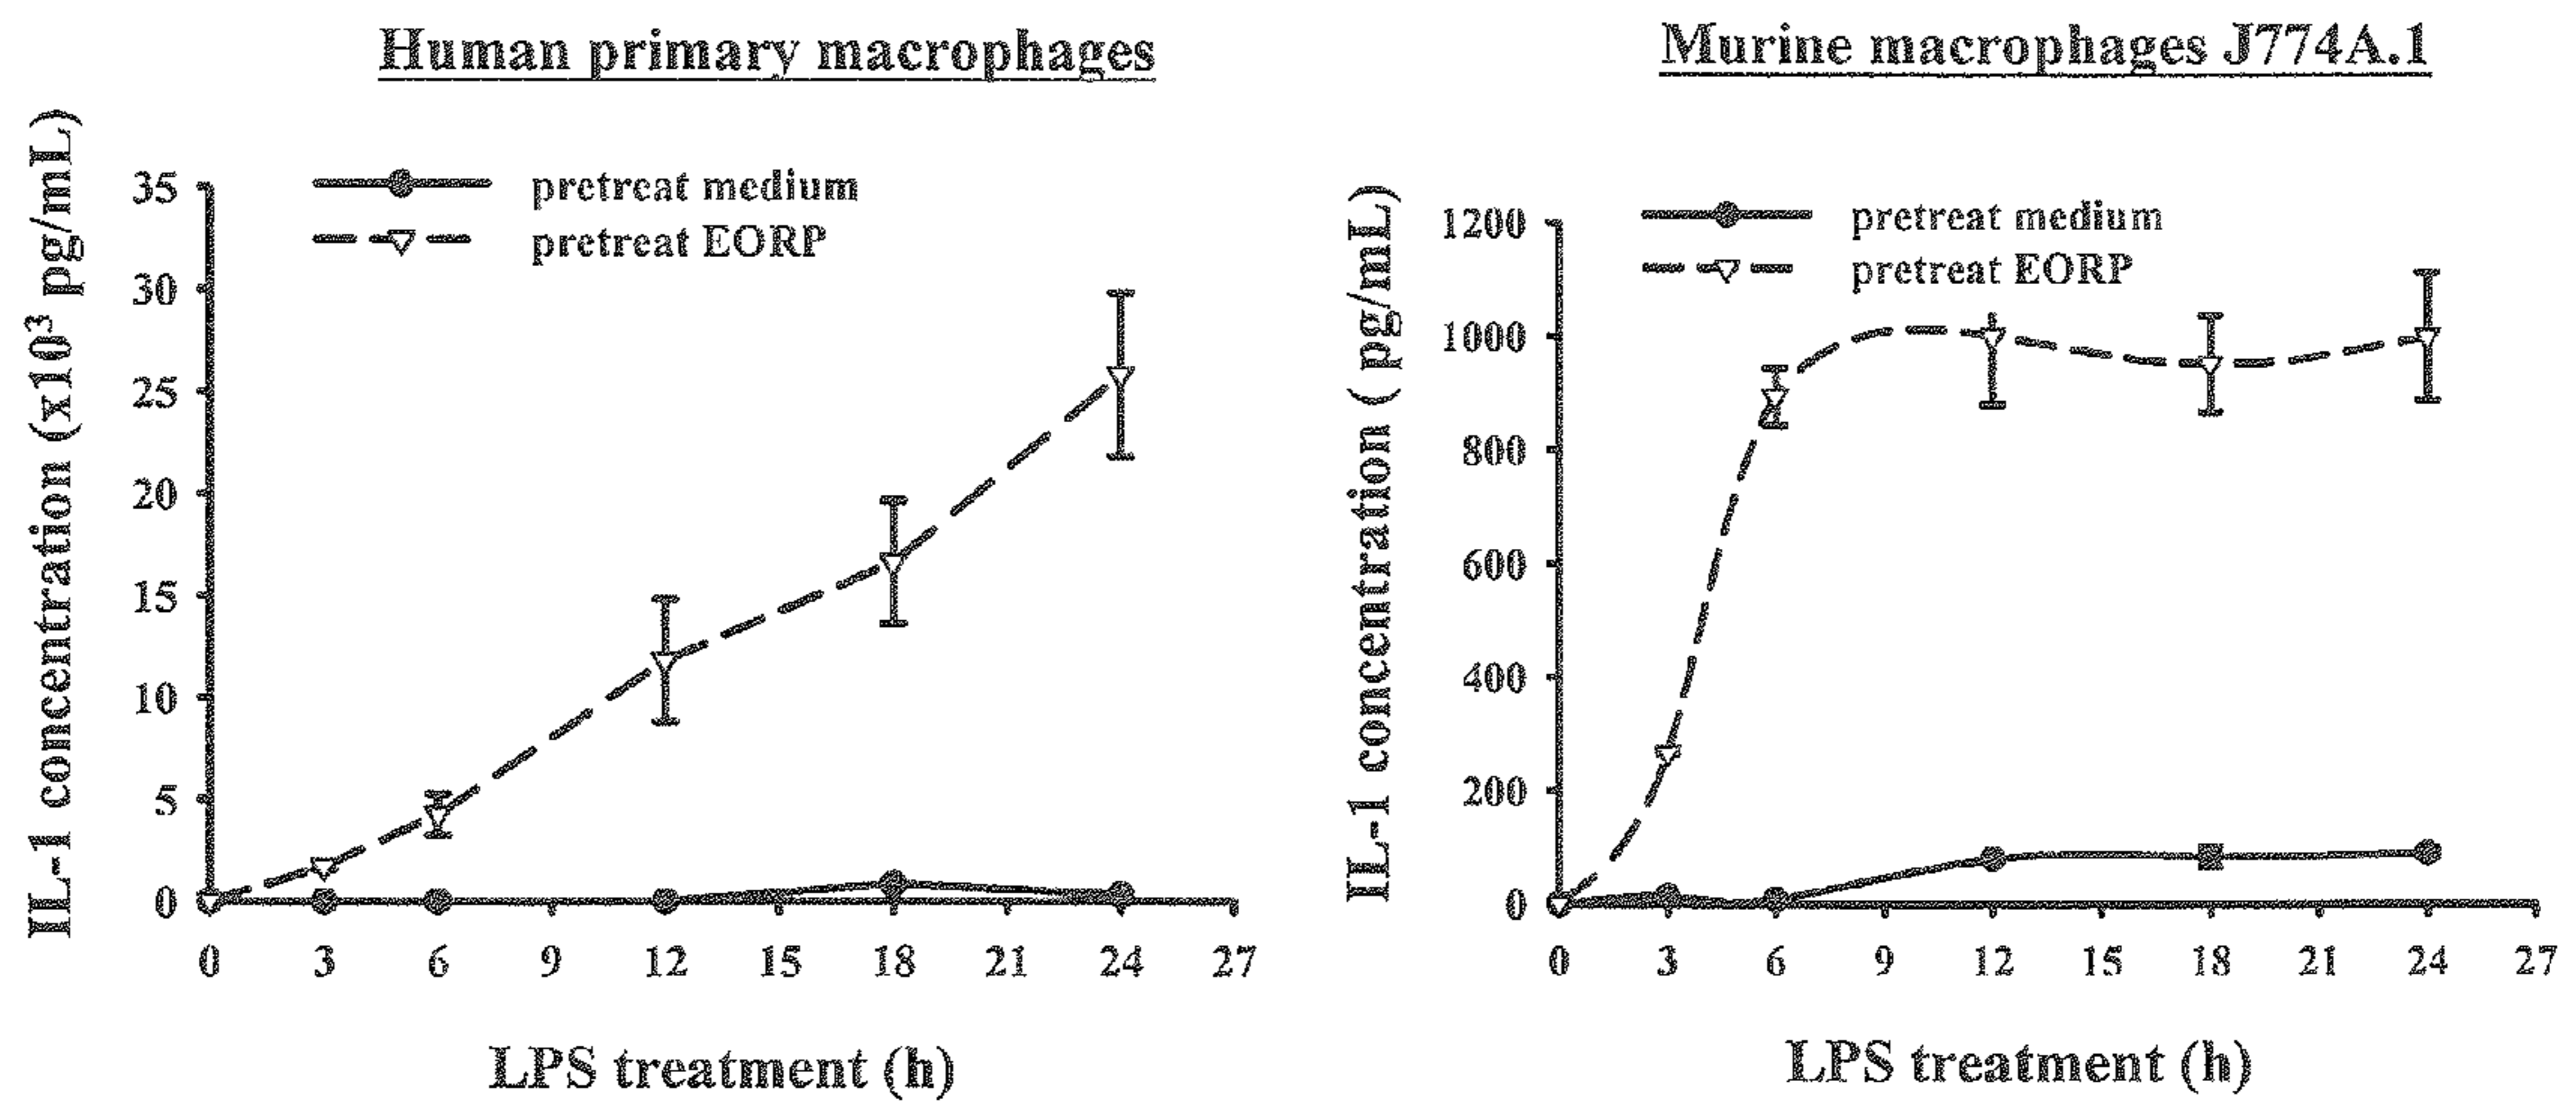 Human primary macrophages
IL-1 concentration (x10³ pg/mL)
pretreat medium
pretreat EORP
35
30
25
20
15
10
5
0
0 3 6 9 12 15 18 21 24 27
LPS treatment (h)
Murine macrophages J774A.1
IL-1 concentration ( pg/mL)
pretreat medium
pretreat EORP
1200
1000
800
600
400
200
0
0 3 6 9 12 15 18 21 24 27
LPS treatment (h)